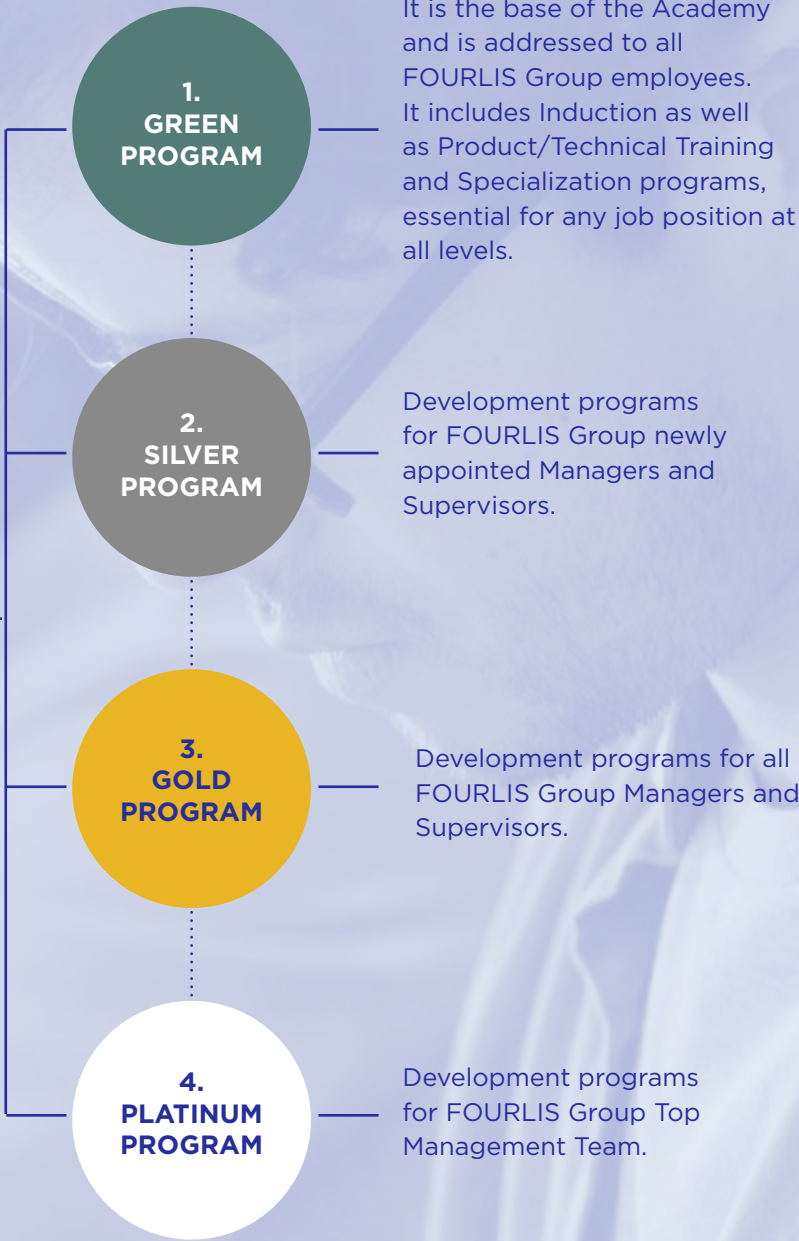 1.
GREEN
PROGRAM
It is the base of the Academy
and is addressed to all
FOURLIS Group employees.
It includes Induction as well
as Product/Technical Training
and Specialization programs,
essential for any job position at
all levels.
2.
SILVER
PROGRAM
Development programs
for FOURLIS Group newly
appointed Managers and
Supervisors.
3.
GOLD
PROGRAM
Development programs for all
FOURLIS Group Managers and
Supervisors.
4.
PLATINUM
PROGRAM
Development programs
for FOURLIS Group Top
Management Team.